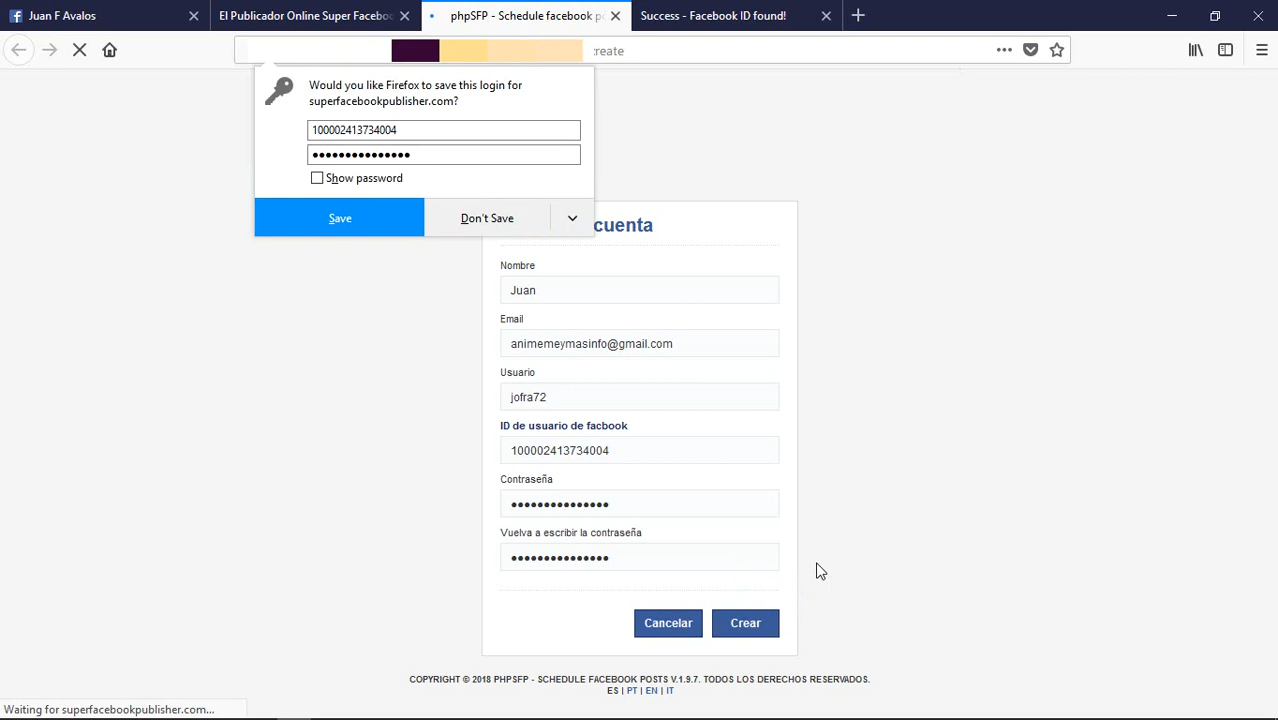 Juan F Avalos
El Publicador Online Super Facebo
phpSFP - Schedule facebook po
Success - Facebook ID found!
create
Would you like Firefox to save this login for
superfacebookpublisher.com?
100002413734004
•••••••••••••••
Show password
Save
Don't Save
cuenta
Nombre
Juan
Email
animemeymasinfo@gmail.com
Usuario
jofra72
ID de usuario de facbook
100002413734004
Contraseña
•••••••••••••••
Vuelva a escribir la contraseña
•••••••••••••••
Cancelar
Crear
COPYRIGHT © 2018 PHPSFP - SCHEDULE FACEBOOK POSTS V.1.9.7. TODOS LOS DERECHOS RESERVADOS.
ES | PT | EN | IT
Waiting for superfacebookpublisher.com...